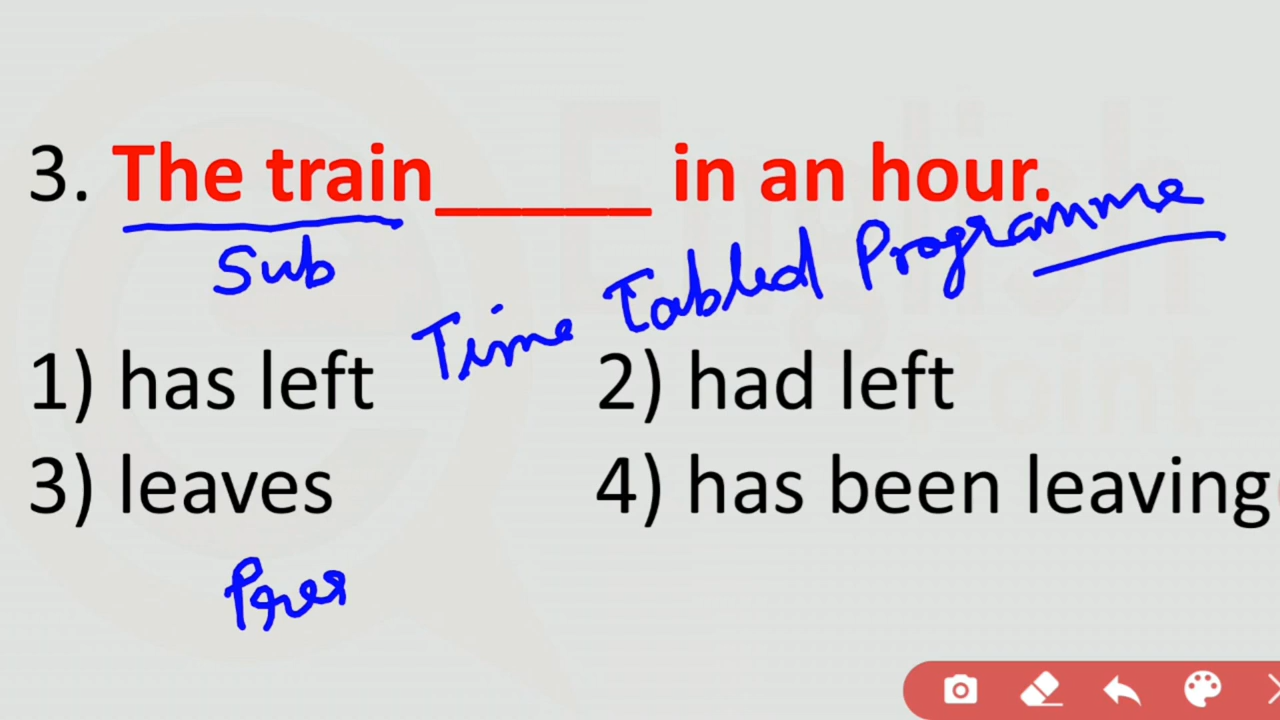 3. The train_____ in an hour.
Sub
Time Tabled Programme
1) has left 2) had left
3) leaves 4) has been leaving
Pres